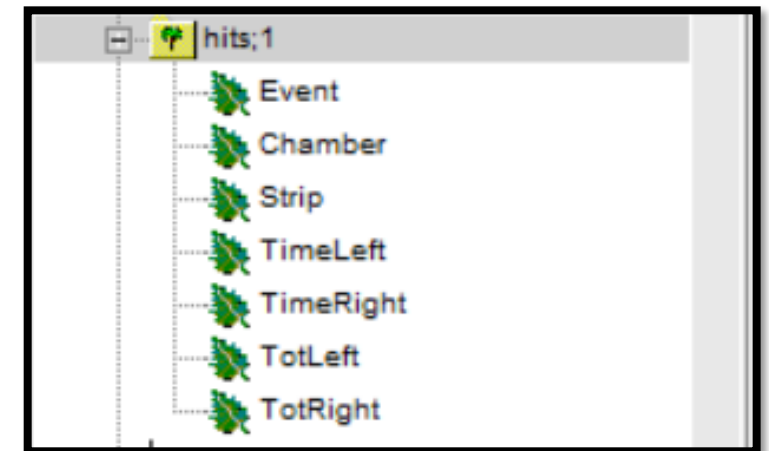 hits;1
Event
Chamber
Strip
TimeLeft
TimeRight
TotLeft
TotRight